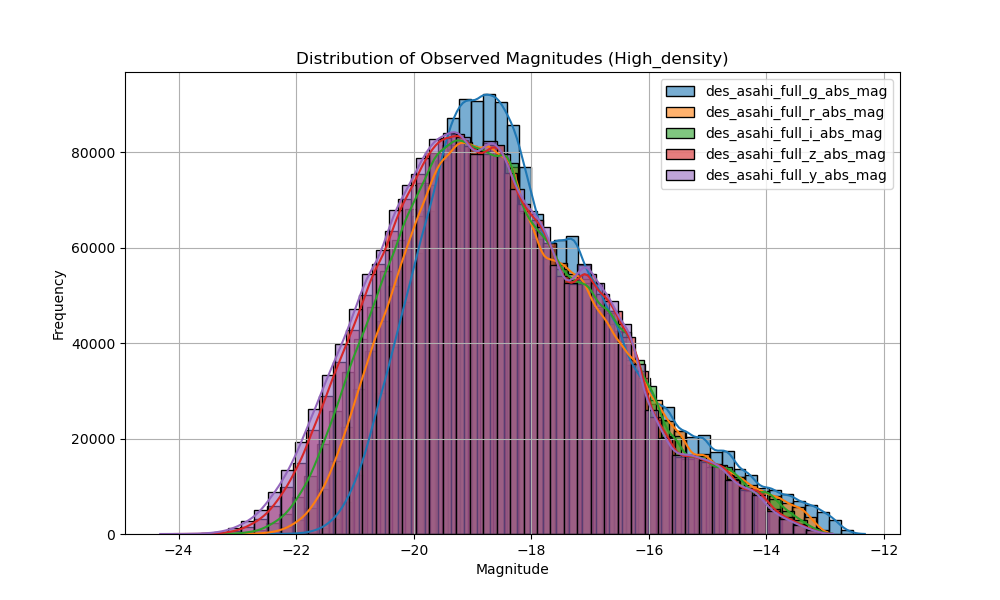 Distribution of Observed Magnitudes (High_density)
des_asahi_full_g_abs_mag
des_asahi_full_r_abs_mag
des_asahi_full_i_abs_mag
des_asahi_full_z_abs_mag
des_asahi_full_y_abs_mag
80000
60000
40000
20000
0
Frequency
−24 −22 −20 −18 −16 −14 −12
Magnitude